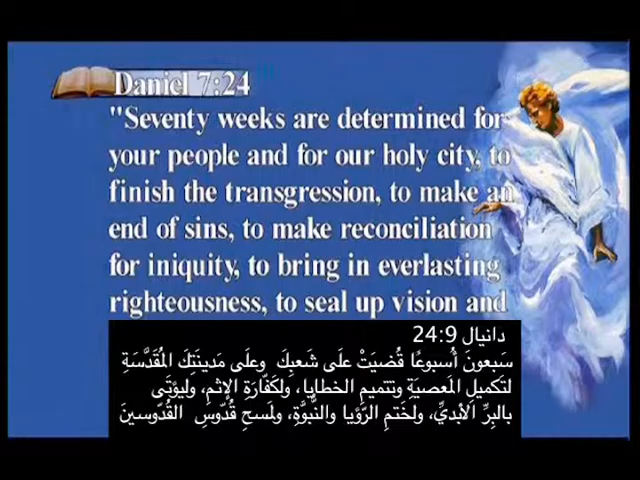 Daniel 7:24
"Seventy weeks are determined for
your people and for our holy city, to
finish the transgression, to make an
end of sins, to make reconciliation
for iniquity, to bring in everlasting
righteousness, to seal up vision and
دانيال 24:9
سَبعونَ أُسبوعًا قُضيَتْ علَى شَعبِكَ وعلَى مَدينَتِكَ المُقَدَّسَةِ
لتَكميلِ المَعصيَةِ وتتميمِ الخطايا، ولكَفّارَةِ الإثمِ، وليؤتَى
بالبِرِّ الأبديِّ، ولخَتمِ الرّؤيا والنُّبوَّةِ، ولمَسحِ قُدّوسِ القُدّوسينَ